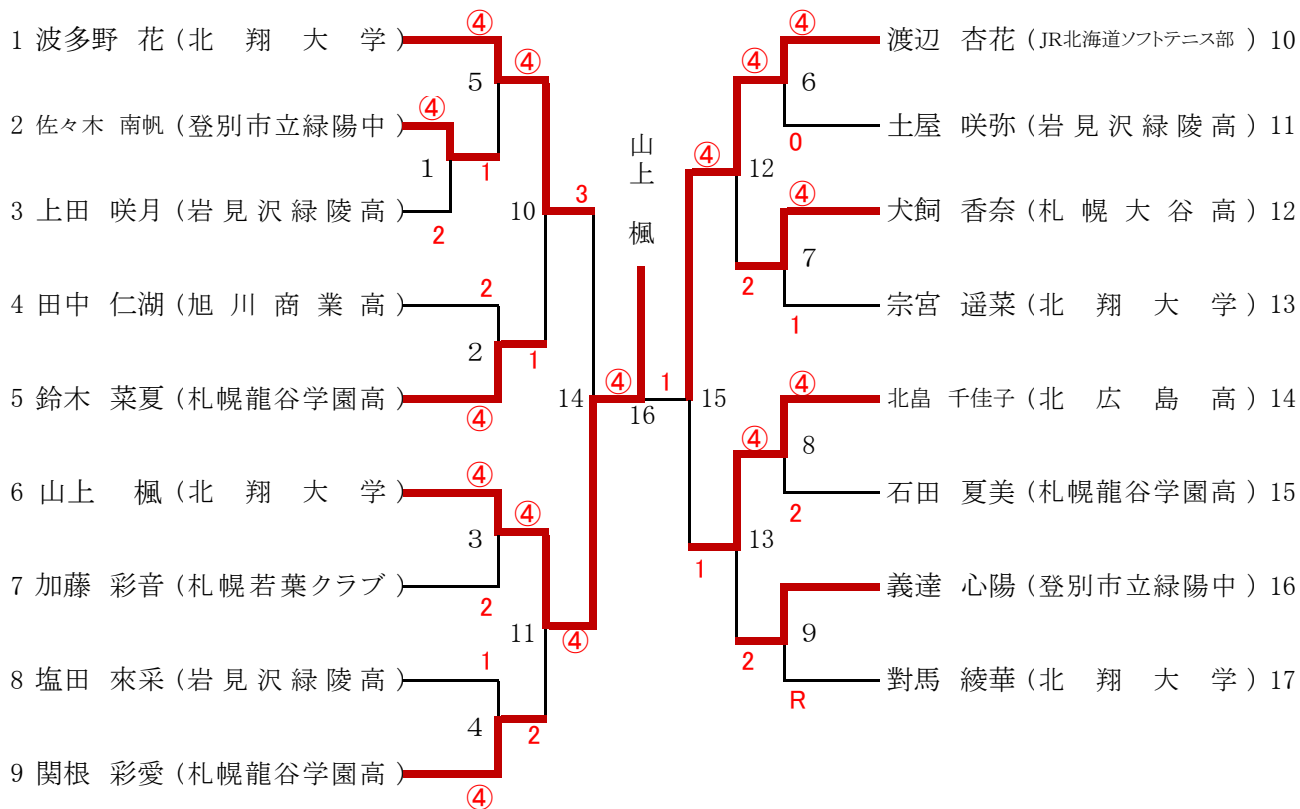 ④ ④
1 波多野 花 (北 翔 大 学) 渡辺 杏花 (JR北海道ソフトテニス部) 10
④ ④
5 6
④
2 佐々木 南帆 (登別市立緑陽中) 土屋 咲弥 (岩見沢緑陵高) 11
0
山上 楓
④
1 1 12
3 ④
3 上田 咲月 (岩見沢緑陵高) 10 犬飼 香奈 (札幌大谷高) 12
2
7
2 2
4 田中 仁湖 (旭川商業高) 宗宮 遥菜 (北 翔 大 学) 13
1
2 1
④ 1 ④
5 鈴木 菜夏 (札幌龍谷学園高) 14 16 15 北畠 千佳子 (北 広 島 高) 14
④
④ 8
④
6 山上 楓 (北 翔 大 学) 石田 夏美 (札幌龍谷学園高) 15
④ 2
3 13
1
7 加藤 彩音 (札幌若葉クラブ) 義達 心陽 (登別市立緑陽中) 16
2
11 ④ 9
1 2
8 塩田 來采 (岩見沢緑陵高) 對馬 綾華 (北 翔 大 学) 17
R
4 2
9 関根 彩愛 (札幌龍谷学園高)
④